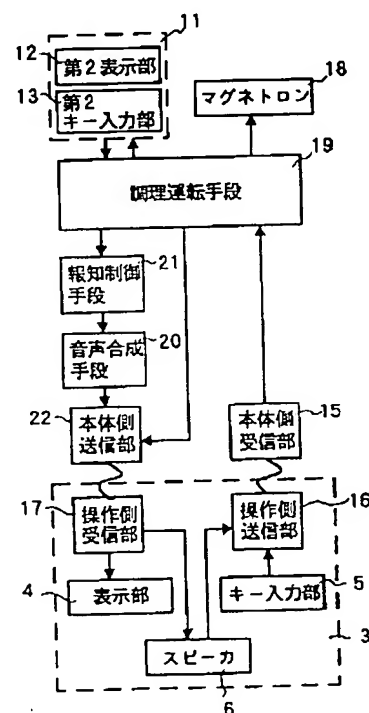 11
12
第2表示部
13
第2
キー入力部
18
マグネトロン
19
調理運転手段
21
報知制御
手段
20
音声合成
手段
22
本体側
送信部
15
本体側
受信部
17
操作側
受信部
16
操作側
送信部
4
表示部
5
キー入力部
3
スピーカ
6